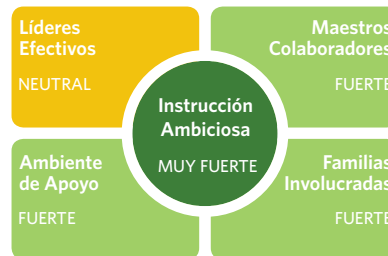 Líderes
Efectivos
NEUTRAL
Maestros
Colaboradores
FUERTE
Instrucción
Ambiciosa
MUY FUERTE
Ambiente
de Apoyo
FUERTE
Familias
Involucradas
FUERTE